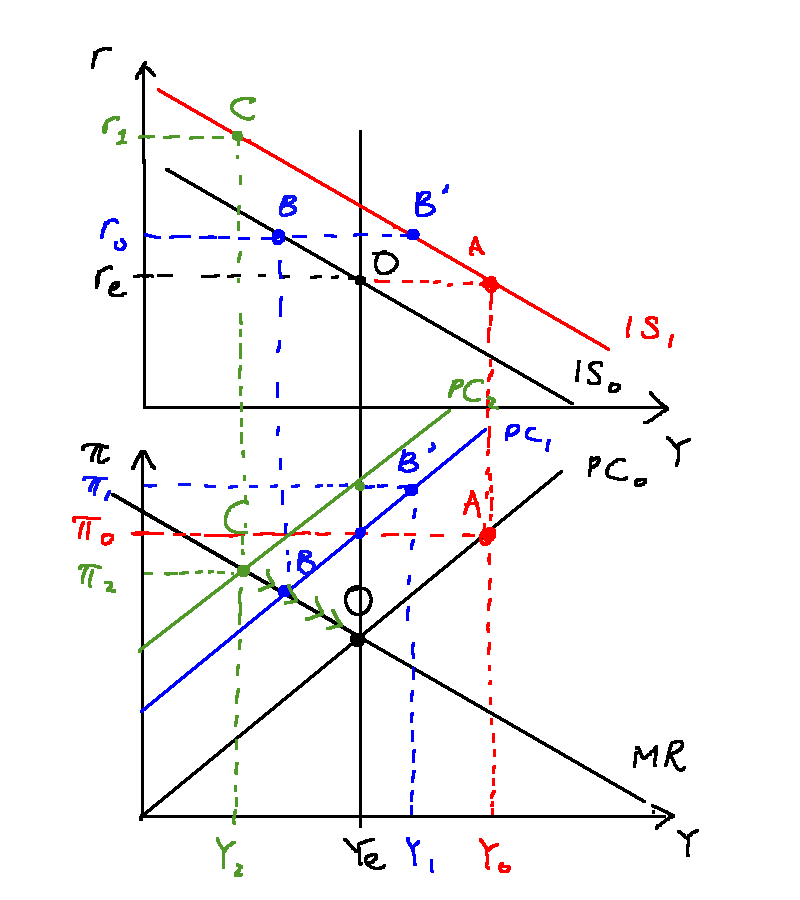 r
C
r₁
B
B'
r₀
A
O
rₑ
IS₁
IS₀
PC₂
Y
π
PC₁
B'
π₁
PC₀
C
A
π₀
B
π₂
O
MR
Y
Y₂
Yₑ
Y₁
Y₀